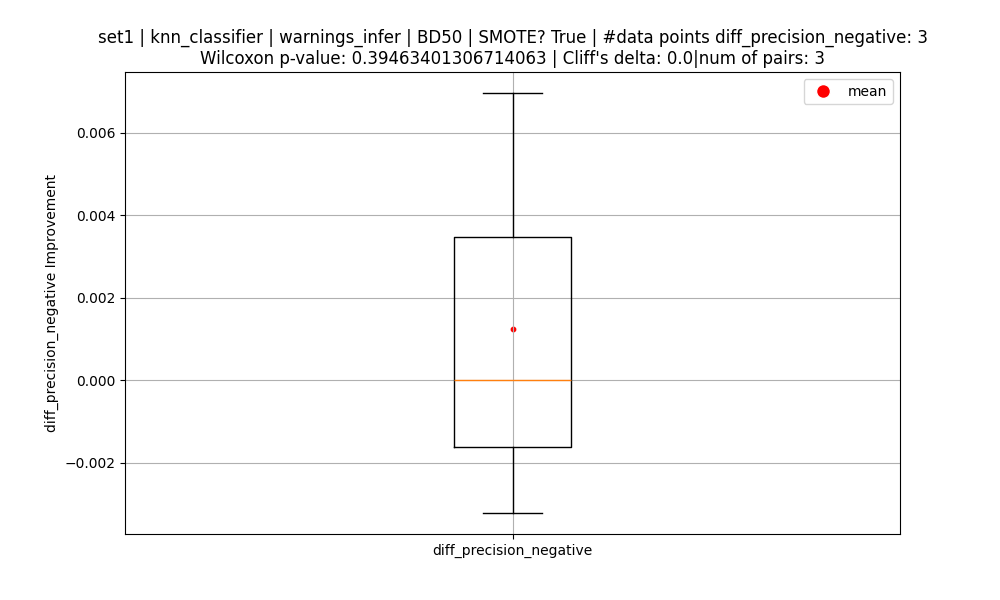 set1 | knn_classifier | warnings_infer | BD50 | SMOTE? True | #data points diff_precision_negative: 3
Wilcoxon p-value: 0.39463401306714063 | Cliff's delta: 0.0|num of pairs: 3
mean
0.006
0.004
0.002
0.000
−0.002
diff_precision_negative Improvement
diff_precision_negative